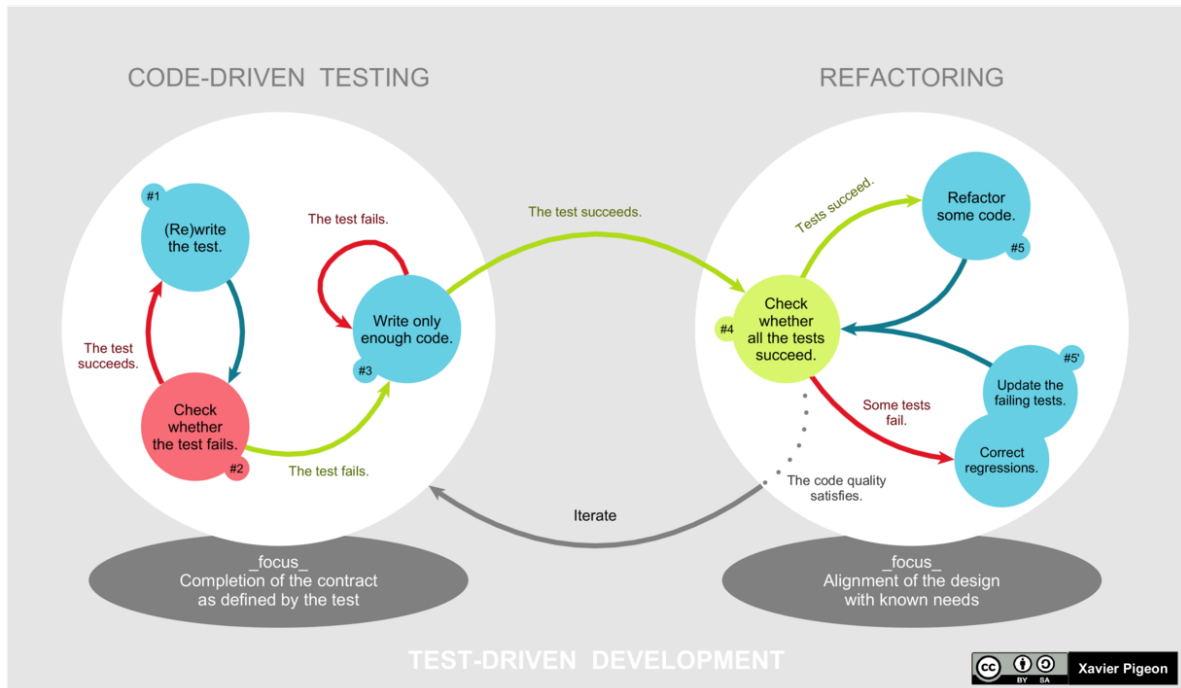 CODE-DRIVEN TESTING
REFACTORING
#1
(Re)write
the test.
The test
succeeds.
Check
whether
the test fails.
#2
The test fails.
The test fails.
Write only
enough code.
#3
The test succeeds.
Tests succeed.
Refactor
some code.
#5
Check
whether
all the tests
succeed.
#4
#5'
Update the
failing tests.
Some tests
fail.
Correct
regressions.
The code quality
satisfies.
Iterate
_focus_
Completion of the contract
as defined by the test
_focus_
Alignment of the design
with known needs
TEST-DRIVEN DEVELOPMENT
cc
BY SA
Xavier Pigeon